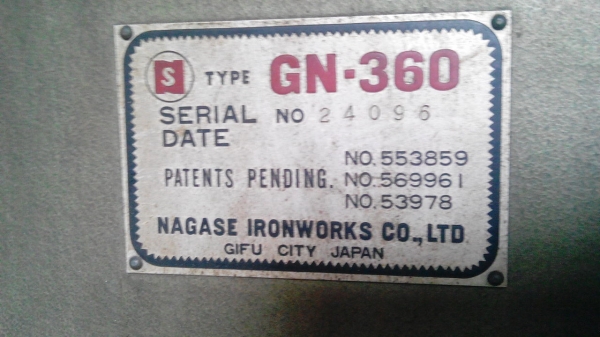 S TYPE GN-360
SERIAL NO 24096
DATE
NO.553859
PATENTS PENDING. NO.569961
NO.53978
NAGASE IRONWORKS CO.,LTD
GIFU CITY JAPAN